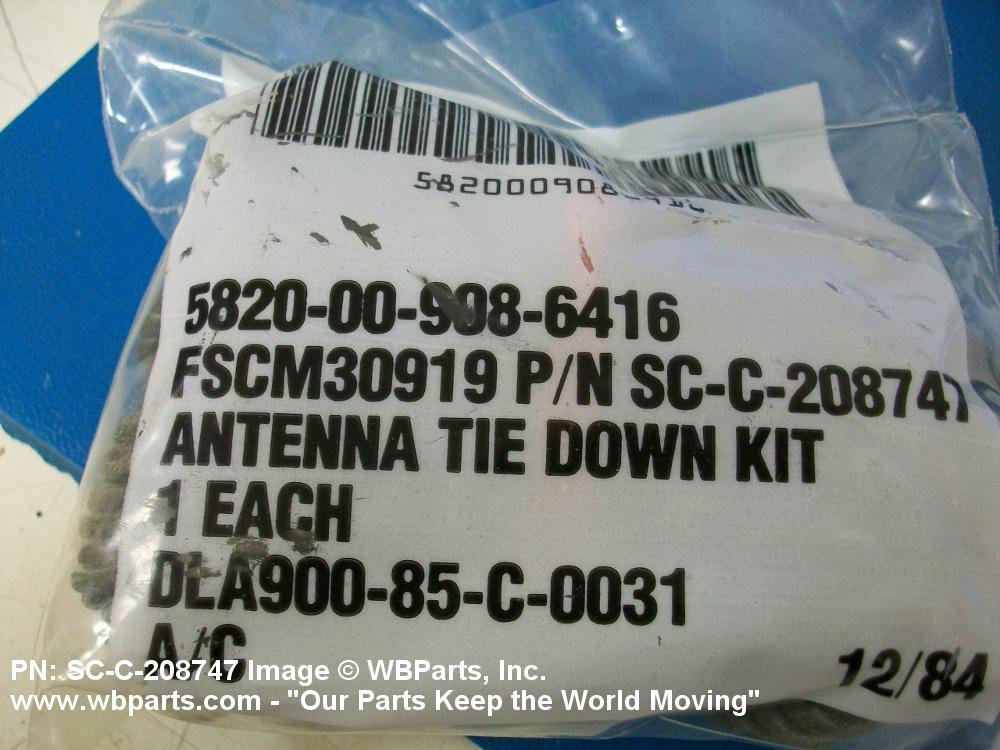 5820-00-908-6416
FSCM30919 P/N SC-C-208747
ANTENNA TIE DOWN KIT
1 EACH
DLA900-85-C-0031
A/C
12/84
PN: SC-C-208747 Image © WBParts, Inc.
www.wbparts.com - "Our Parts Keep the World Moving"